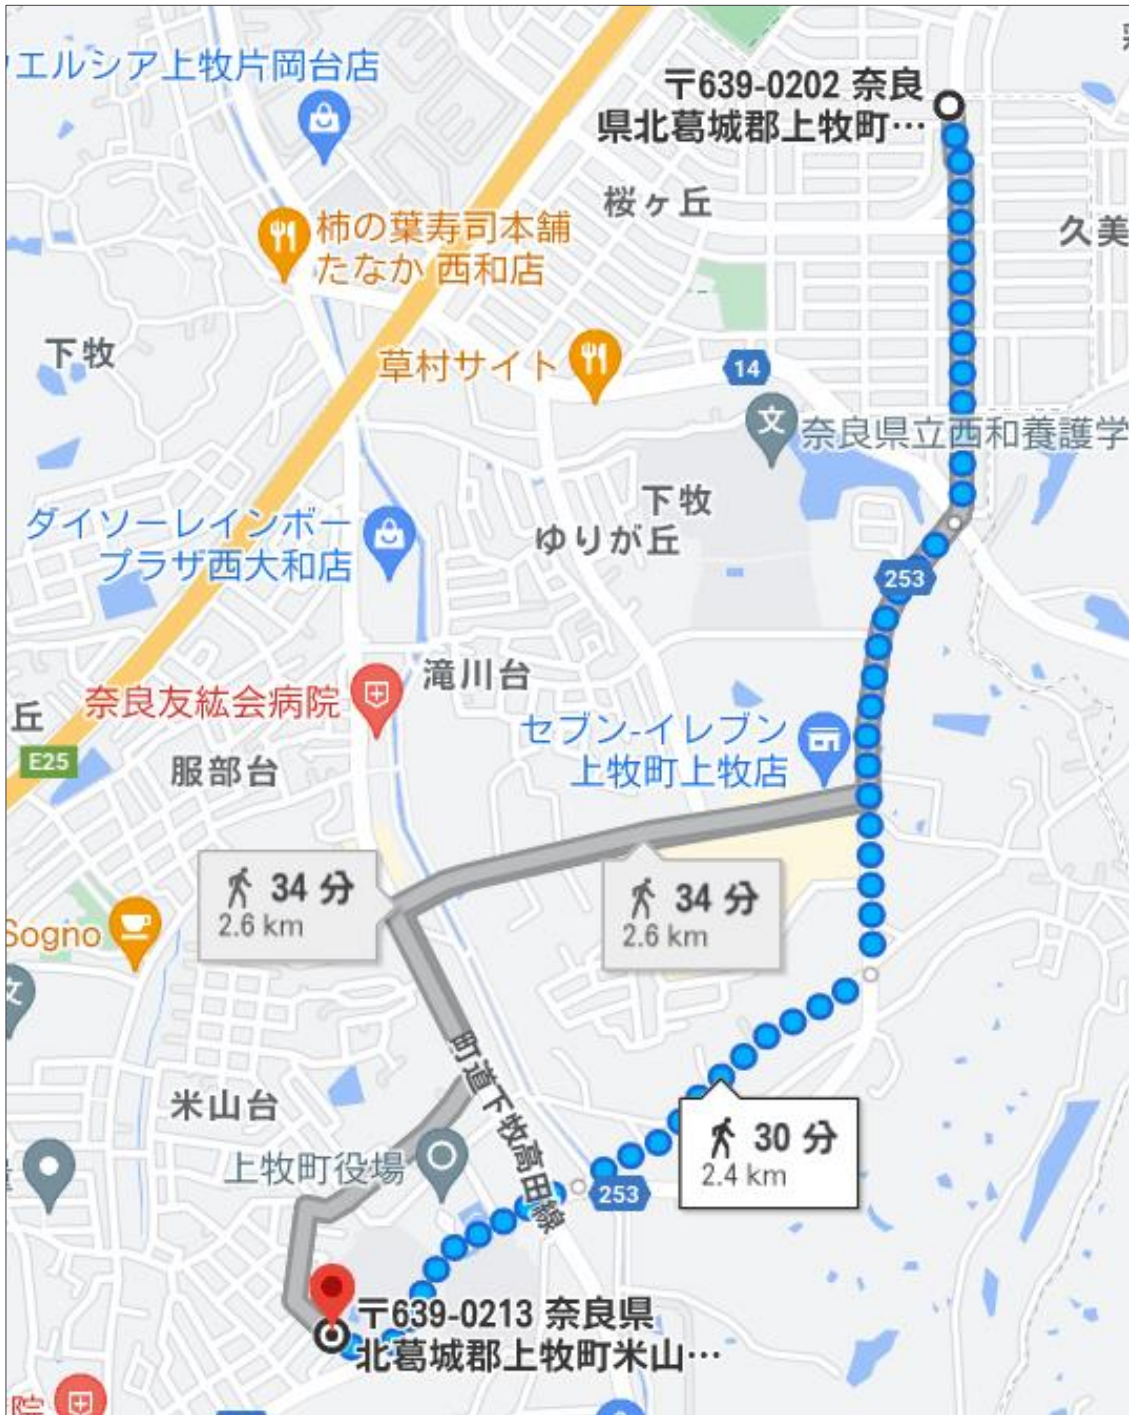 ウエルシア上牧片岡台店
〒639-0202 奈良
県北葛城郡上牧町…
桜ヶ丘
久美
柿の葉寿司本舗
たなか 西和店
下牧
草村サイト
14
奈良県立西和養護学
下牧
ゆりが丘
ダイソーレインボー
プラザ西大和店
253
滝川台
奈良友紘会病院
丘
セブン-イレブン
上牧町上牧店
E25
服部台
34 分
2.6 km
34 分
2.6 km
Sogno
文
町道下牧高田線
米山台
30 分
2.4 km
上牧町役場
253
〒639-0213 奈良県
北葛城郡上牧町米山…
院